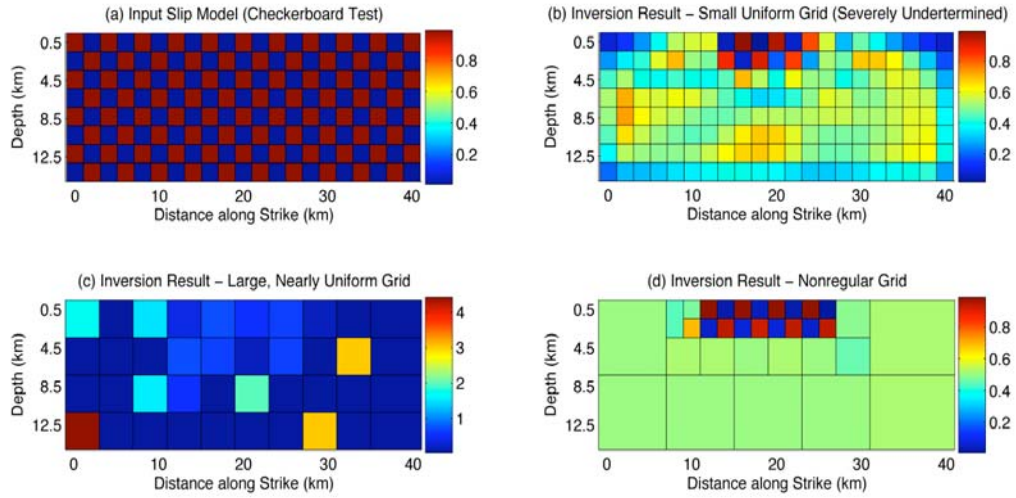 (a) Input Slip Model (Checkerboard Test)
0.5
4.5
8.5
12.5
Depth (km)
0 10 20 30 40
Distance along Strike (km)
0.8
0.6
0.4
0.2
(b) Inversion Result – Small Uniform Grid (Severely Undertermined)
0.5
4.5
8.5
12.5
Depth (km)
0 10 20 30 40
Distance along Strike (km)
0.8
0.6
0.4
0.2
(c) Inversion Result – Large, Nearly Uniform Grid
0.5
4.5
8.5
12.5
Depth (km)
0 10 20 30 40
Distance along Strike (km)
4
3
2
1
(d) Inversion Result – Nonregular Grid
0.5
4.5
8.5
12.5
Depth (km)
0 10 20 30 40
Distance along Strike (km)
0.8
0.6
0.4
0.2